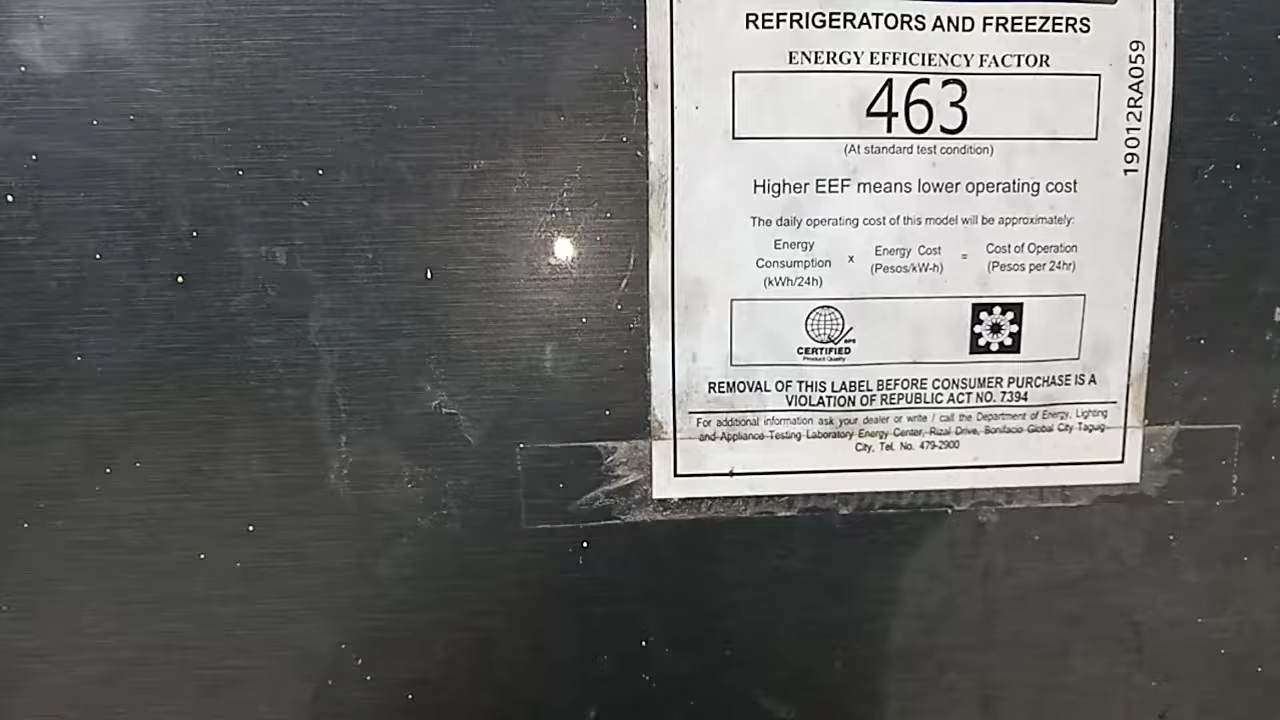 REFRIGERATORS AND FREEZERS
ENERGY EFFICIENCY FACTOR
463
(At standard test condition)
Higher EEF means lower operating cost
The daily operating cost of this model will be approximately:
Energy Consumption (kWh/24h) x Energy Cost (Pesos/kW-h) = Cost of Operation (Pesos per 24hr)
BPS
CERTIFIED
Product Quality
REMOVAL OF THIS LABEL BEFORE CONSUMER PURCHASE IS A
VIOLATION OF REPUBLIC ACT NO. 7394
For additional information ask your dealer or write / call the Department of Energy, Lighting
and Appliance Testing Laboratory Energy Center, Rizal Drive, Bonifacio Global City Taguig
City, Tel. No. 479-2900
19012RA059